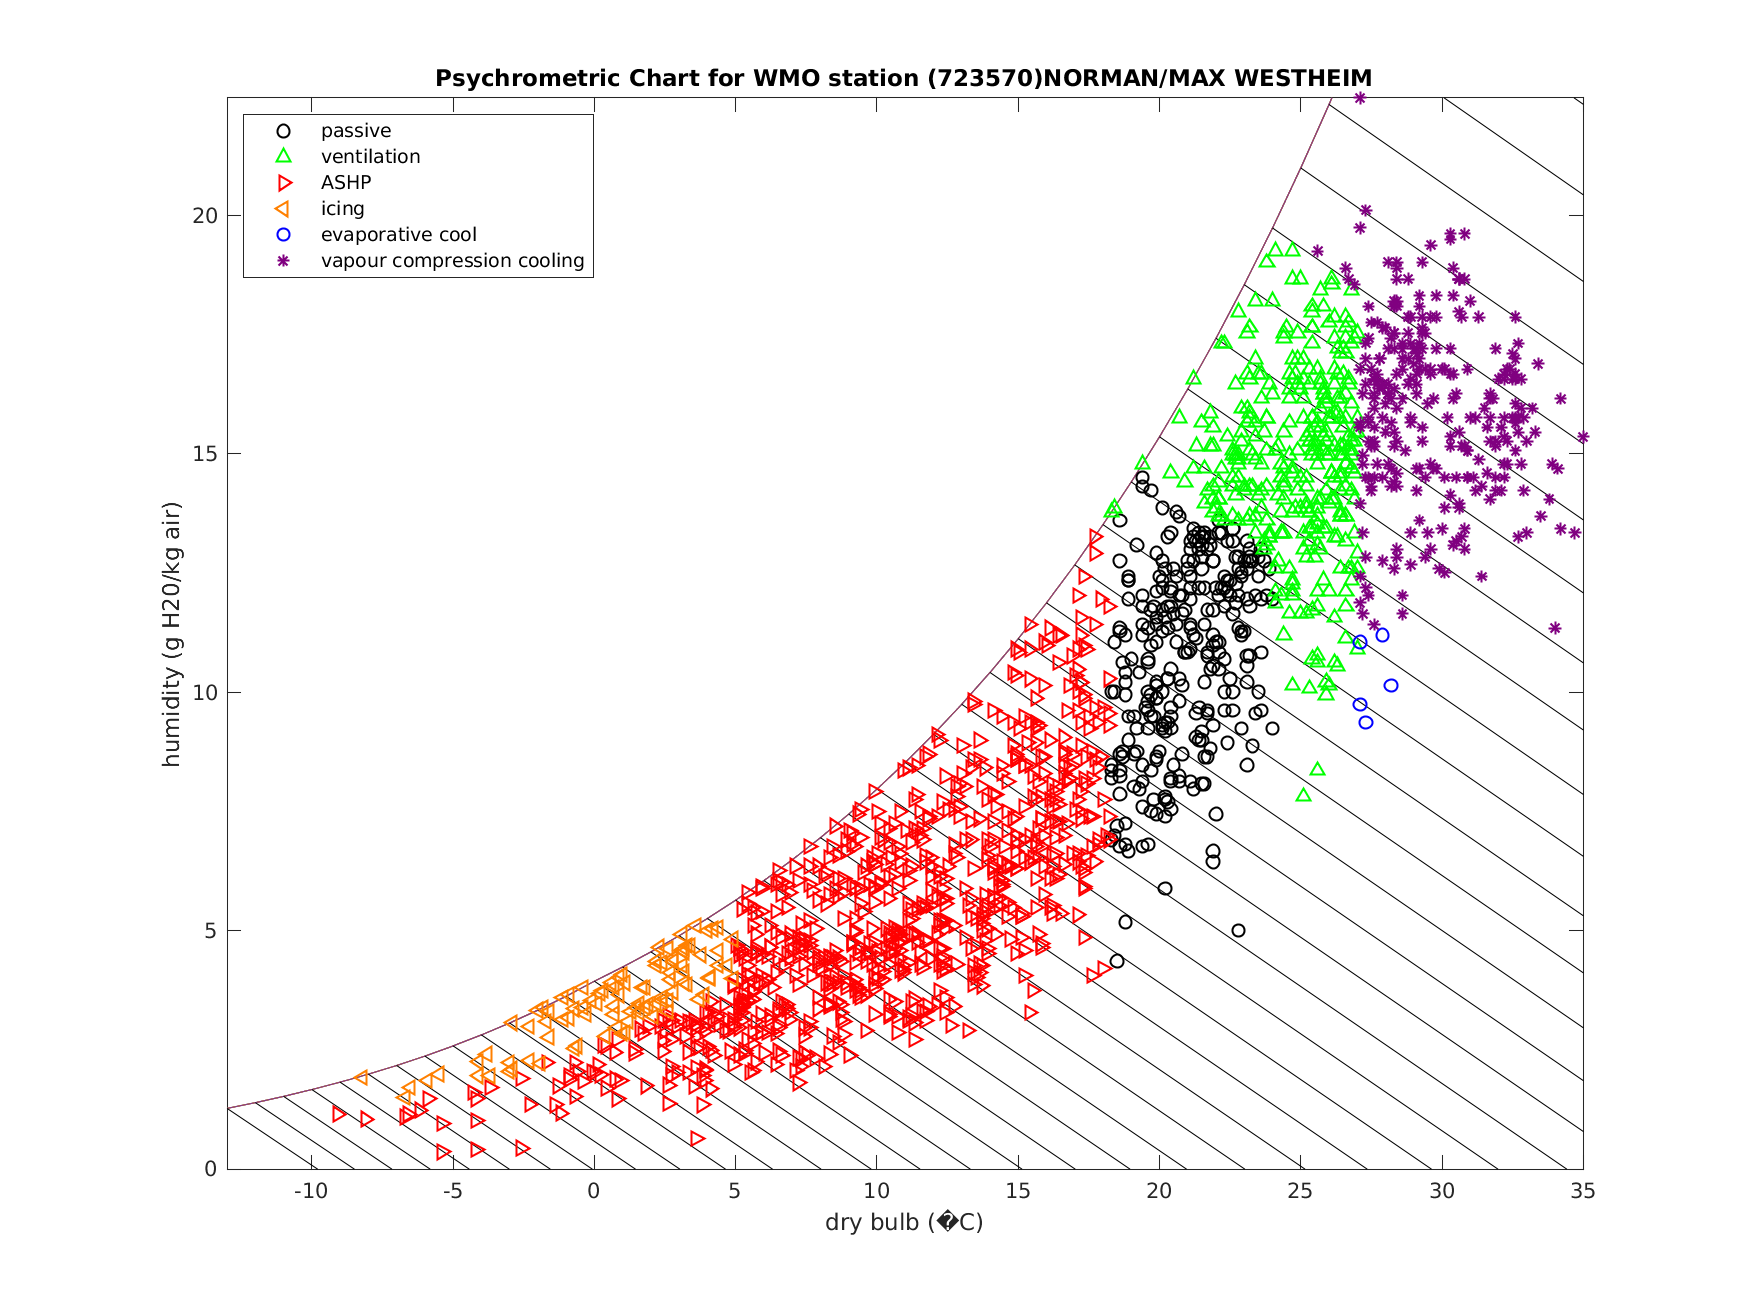 Psychrometric Chart for WMO station (723570)NORMAN/MAX WESTHEIM
passive
ventilation
ASHP
icing
evaporative cool
vapour compression cooling
humidity (g H20/kg air)
20
15
10
5
0
-10 -5 0 5 10 15 20 25 30 35
dry bulb (�C)